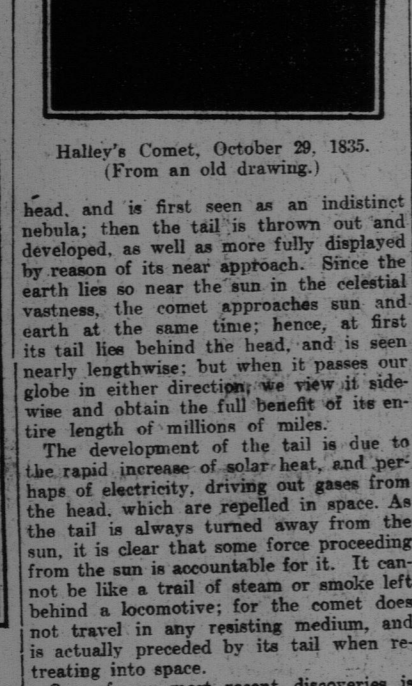 Halley's Comet, October 29, 1835.
(From an old drawing.)
head, and is first seen as an indistinct
nebula; then the tail is thrown out and
developed, as well as more fully displayed
by reason of its near approach. Since the
earth lies so near the sun in the celestial
vastness, the comet approaches sun and
earth at the same time; hence, at first
its tail lies behind the head, and is seen
nearly lengthwise; but when it passes our
globe in either direction, we view it side-
wise and obtain the full benefit of its en-
tire length of millions of miles.
The development of the tail is due to
the rapid increase of solar heat, and per-
haps of electricity, driving out gases from
the head, which are repelled in space. As
the tail is always turned away from the
sun, it is clear that some force proceeding
from the sun is accountable for it. It can-
not be like a trail of steam or smoke left
behind a locomotive; for the comet does
not travel in any resisting medium, and
is actually preceded by its tail when re-
treating into space.
most recent discoveries is